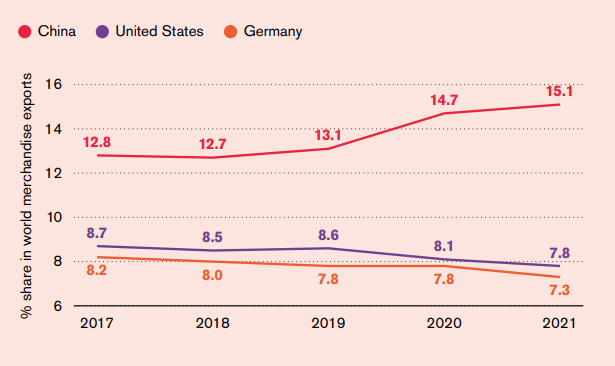 China United States Germany
% share in world merchandise exports
16
14
12
10
8
6
12.8 12.7 13.1 14.7 15.1
8.7 8.5 8.6 8.1 7.8
8.2 8.0 7.8 7.8 7.3
2017 2018 2019 2020 2021